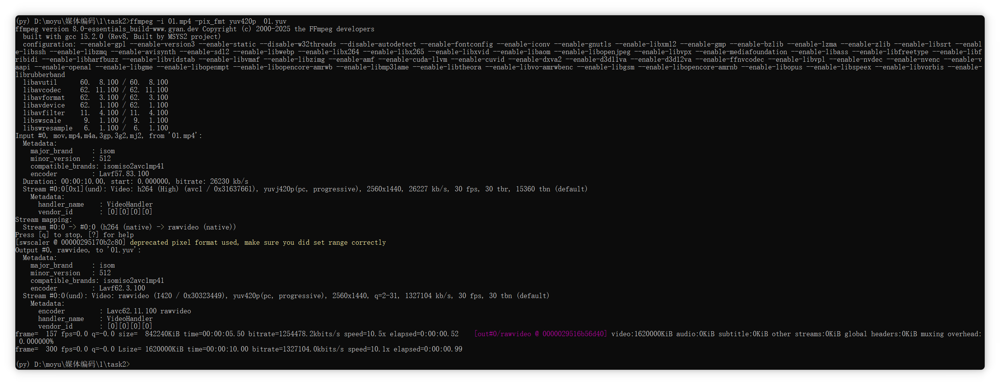 (py) D:\moyu\媒体编码\1\task2>ffmpeg -i 01.mp4 -pix_fmt yuv420p  01.yuv
ffmpeg version 8.0-essentials_build-www.gyan.dev Copyright (c) 2000-2025 the FFmpeg developers
  built with gcc 15.2.0 (Rev8, Built by MSYS2 project)
  configuration: --enable-gpl --enable-version3 --enable-static --disable-w32threads --disable-autodetect --enable-fontconfig --enable-iconv --enable-gnutls --enable-libxml2 --enable-gmp --enable-bzlib --enable-lzma --enable-zlib --enable-libsrt --enabl
e-libssh --enable-libzmq --enable-avisynth --enable-sdl2 --enable-libwebp --enable-libx264 --enable-libx265 --enable-libxvid --enable-libaom --enable-libopenjpeg --enable-libvpx --enable-mediafoundation --enable-libass --enable-libfreetype --enable-libf
ribidi --enable-libharfbuzz --enable-libvidstab --enable-libvmaf --enable-libzimg --enable-amf --enable-cuda-llvm --enable-cuvid --enable-dxva2 --enable-d3d11va --enable-d3d12va --enable-ffnvcodec --enable-libvpl --enable-nvdec --enable-nvenc --enable-v
aapi --enable-openal --enable-libgme --enable-libopenmpt --enable-libopencore-amrwb --enable-libmp3lame --enable-libtheora --enable-libvo-amrwbenc --enable-libgsm --enable-libopencore-amrnb --enable-libopus --enable-libspeex --enable-libvorbis --enable-
librubberband
  libavutil      60.  8.100 / 60.  8.100
  libavcodec     62. 11.100 / 62. 11.100
  libavformat    62.  3.100 / 62.  3.100
  libavdevice    62.  1.100 / 62.  1.100
  libavfilter    11.  4.100 / 11.  4.100
  libswscale      9.  1.100 /  9.  1.100
  libswresample   6.  1.100 /  6.  1.100
Input #0, mov,mp4,m4a,3gp,3g2,mj2, from '01.mp4':
  Metadata:
    major_brand     : isom
    minor_version   : 512
    compatible_brands: isomiso2avc1mp41
    encoder         : Lavf57.83.100
  Duration: 00:00:10.00, start: 0.000000, bitrate: 26230 kb/s
  Stream #0:0[0x1](und): Video: h264 (High) (avc1 / 0x31637661), yuvj420p(pc, progressive), 2560x1440, 26227 kb/s, 30 fps, 30 tbr, 15360 tbn (default)
    Metadata:
      handler_name    : VideoHandler
      vendor_id       : [0][0][0][0]
Stream mapping:
  Stream #0:0 -> #0:0 (h264 (native) -> rawvideo (native))
Press [q] to stop, [?] for help
[swscaler @ 00000295170b2c80] deprecated pixel format used, make sure you did set range correctly
Output #0, rawvideo, to '01.yuv':
  Metadata:
    major_brand     : isom
    minor_version   : 512
    compatible_brands: isomiso2avc1mp41
    encoder         : Lavf62.3.100
  Stream #0:0(und): Video: rawvideo (I420 / 0x30323449), yuv420p(pc, progressive), 2560x1440, q=2-31, 1327104 kb/s, 30 fps, 30 tbn (default)
    Metadata:
      encoder         : Lavc62.11.100 rawvideo
      handler_name    : VideoHandler
      vendor_id       : [0][0][0][0]
frame=  157 fps=0.0 q=-0.0 size=  842240KiB time=00:00:05.50 bitrate=1254478.2kbits/s speed=10.5x elapsed=0:00:00.52    [out#0/rawvideo @ 0000029516b56d40] video:1620000KiB audio:0KiB subtitle:0KiB other streams:0KiB global headers:0KiB muxing overhead:
 0.000000%
frame=  300 fps=0.0 q=-0.0 Lsize= 1620000KiB time=00:00:10.00 bitrate=1327104.0kbits/s speed=10.1x elapsed=0:00:00.99
(py) D:\moyu\媒体编码\1\task2>